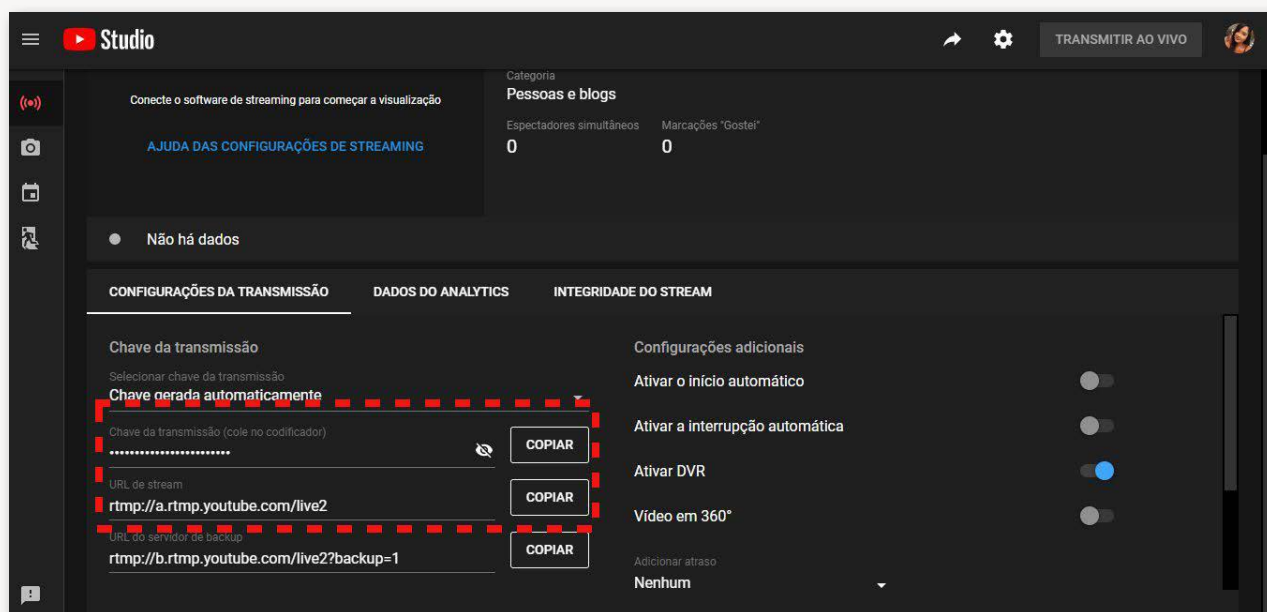 Studio
TRANSMITIR AO VIVO
Conecte o software de streaming para começar a visualização
AJUDA DAS CONFIGURAÇÕES DE STREAMING
Categoria
Pessoas e blogs
Espectadores simultâneos Marcações "Gostei"
0 0
Não há dados
CONFIGURAÇÕES DA TRANSMISSÃO DADOS DO ANALYTICS INTEGRIDADE DO STREAM
Chave da transmissão
Selecionar chave da transmissão
Chave gerada automaticamente
Chave da transmissão (cole no codificador)
••••••••••••••••••••••••
COPIAR
URL de stream
rtmp://a.rtmp.youtube.com/live2
COPIAR
URL do servidor de backup
rtmp://b.rtmp.youtube.com/live2?backup=1
COPIAR
Configurações adicionais
Ativar o início automático
Ativar a interrupção automática
Ativar DVR
Vídeo em 360°
Adicionar atraso
Nenhum